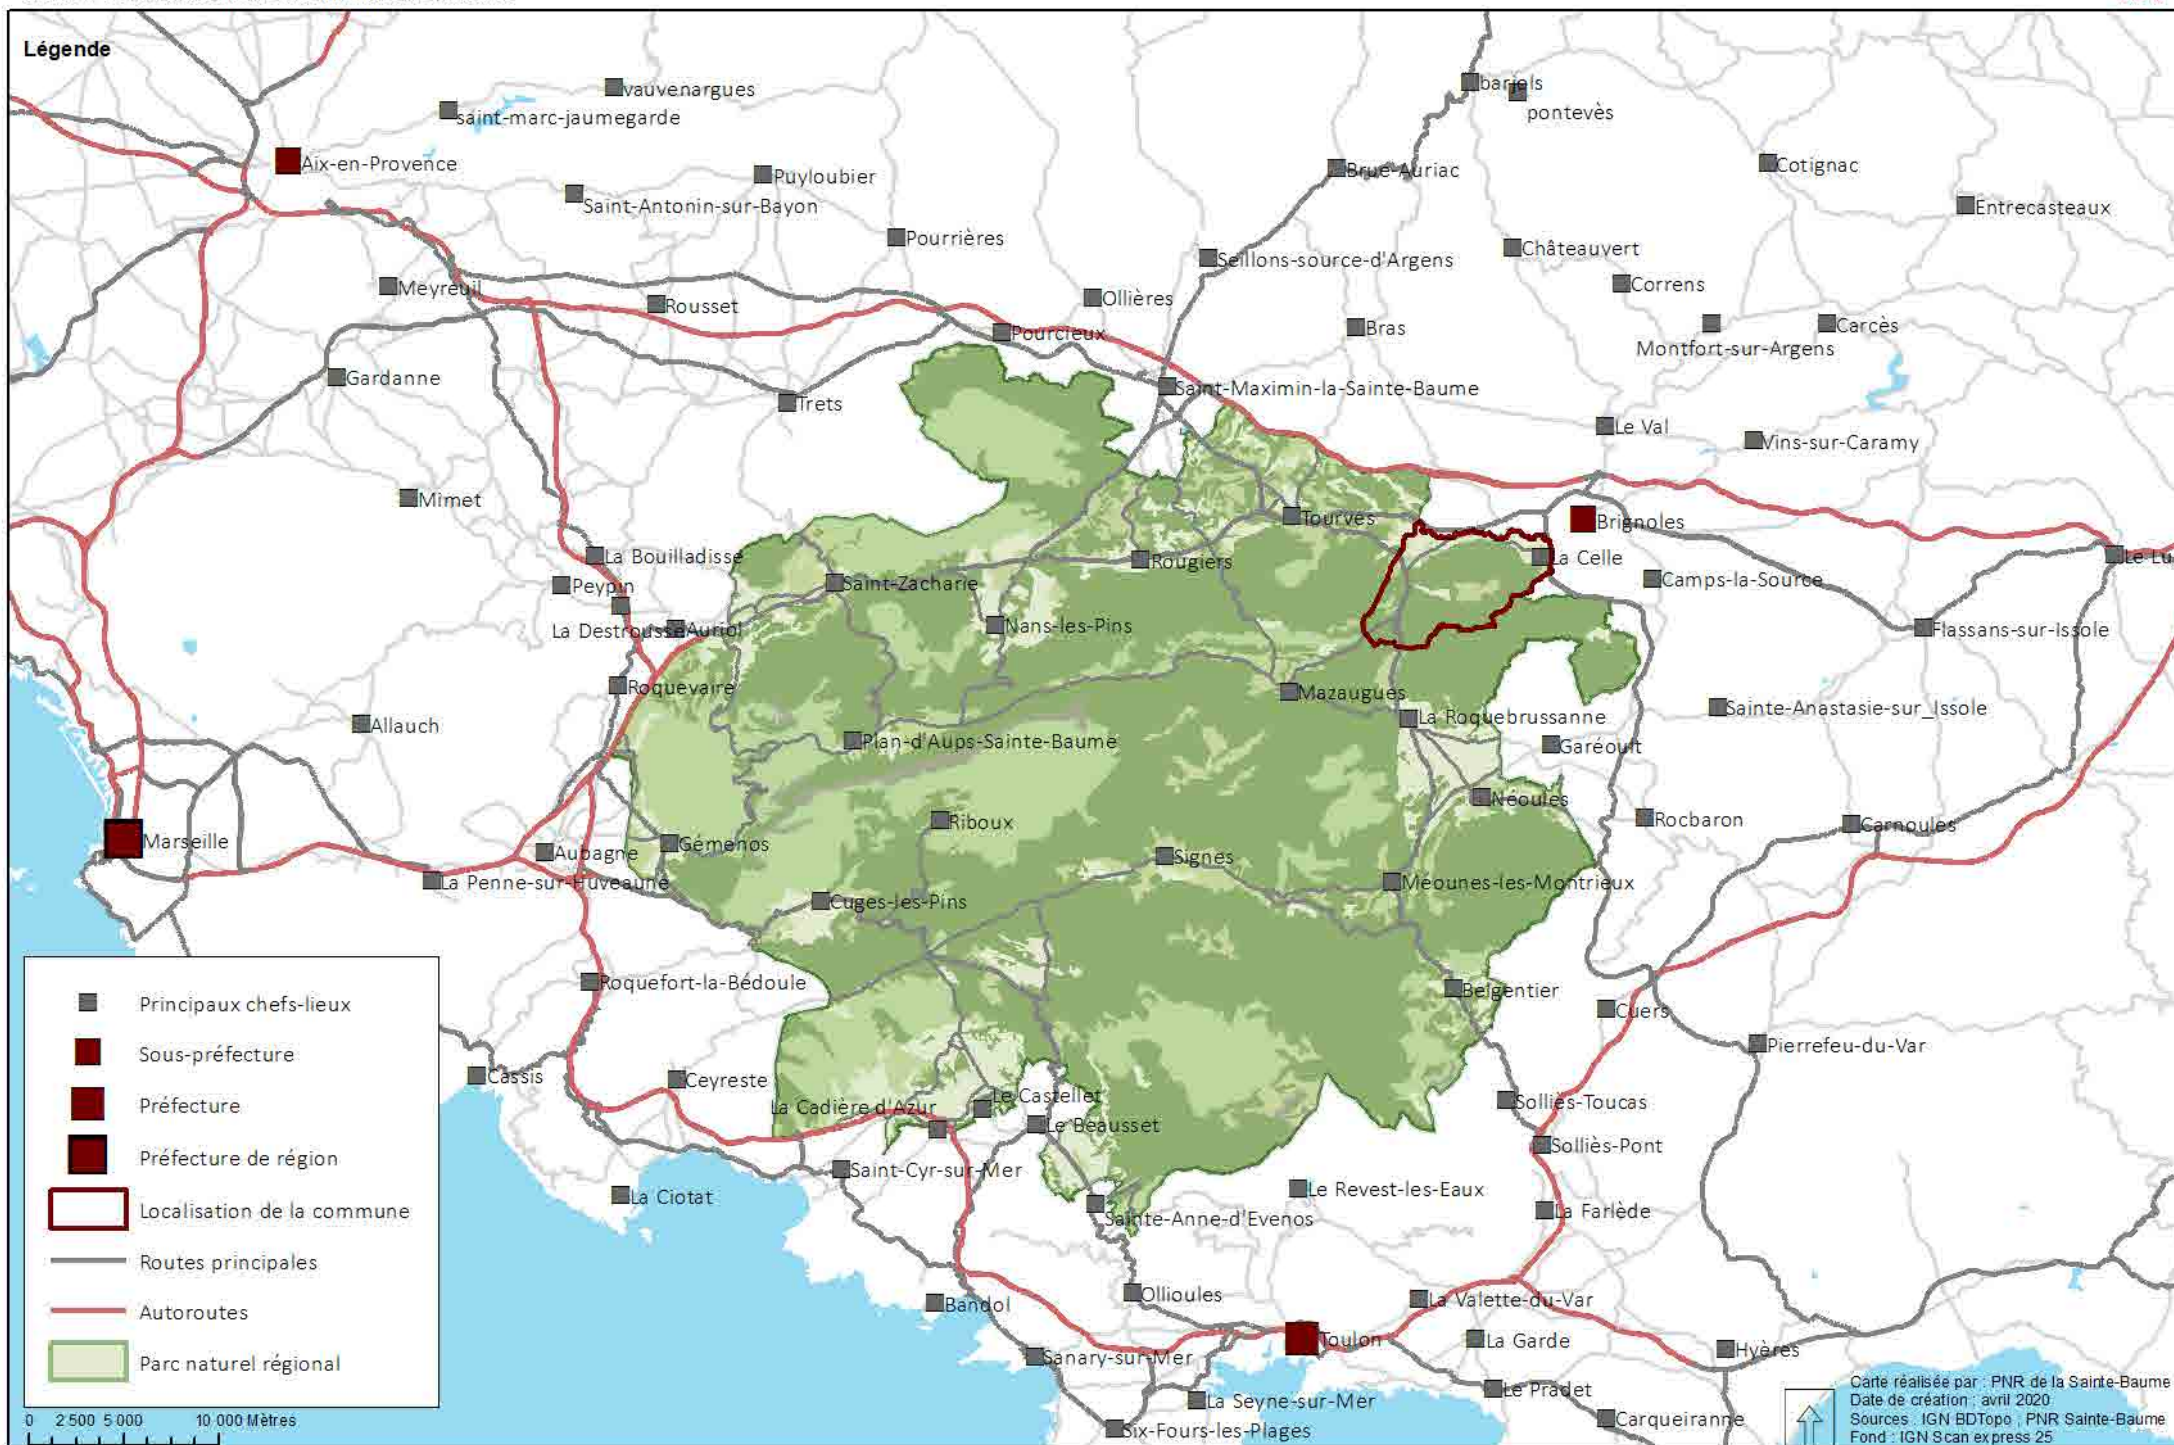 Légende
barjols
vauvenargues
pontevès
saint-marc-jaumegarde
Aix-en-Provence
Brue-Auriac
Cotignac
Puyloubier
Saint-Antonin-sur-Bayon
Entrecasteaux
Pourrières
Châteauvert
Seillons-source-d'Argens
Meyreuil
Correns
Ollières
Rousset
Bras
Carcès
Pourcieux
Montfort-sur-Argens
Gardanne
Saint-Maximin-la-Sainte-Baume
Trets
Le Val
Vins-sur-Caramy
Mimet
Tourves
Brignoles
La Bouilladisse
Le Lu
La Celle
Rougiers
Saint-Zacharie
Camps-la-Source
Peypin
Nans-les-Pins
La Destrousse
Auriol
Flassans-sur-Issole
Roquevaire
Mazaugues
Sainte-Anastasie-sur_Issole
La Roquebrussanne
Allauch
Plan-d'Aups-Sainte-Baume
Garéoult
Néoules
Rocbaron
Riboux
Carnoules
Marseille
Gémenos
Aubagne
Signes
La Penne-sur-Huveaune
Méounes-les-Montrieux
Cuges-les-Pins
Roquefort-la-Bédoule
Belgentier
Cuers
Pierrefeu-du-Var
Cassis
Ceyreste
Le Castellet
La Cadière d'Azur
Solliès-Toucas
Le Beausset
Solliès-Pont
Saint-Cyr-sur-Mer
Le Revest-les-Eaux
La Ciotat
La Farlède
Sainte-Anne-d'Evenos
Ollioules
La Valette-du-Var
Bandol
Toulon
La Garde
Hyères
Sanary-sur-Mer
Le Pradet
La Seyne-sur-Mer
Carqueiranne
Six-Fours-les-Plages
Principaux chefs-lieux
Sous-préfecture
Préfecture
Préfecture de région
Localisation de la commune
Routes principales
Autoroutes
Parc naturel régional
0 2 500 5 000 10 000 Mètres
Carte réalisée par : PNR de la Sainte-Baume
Date de création : avril 2020
Sources : IGN BDTopo ; PNR Sainte-Baume
Fond : IGN Scan express 25